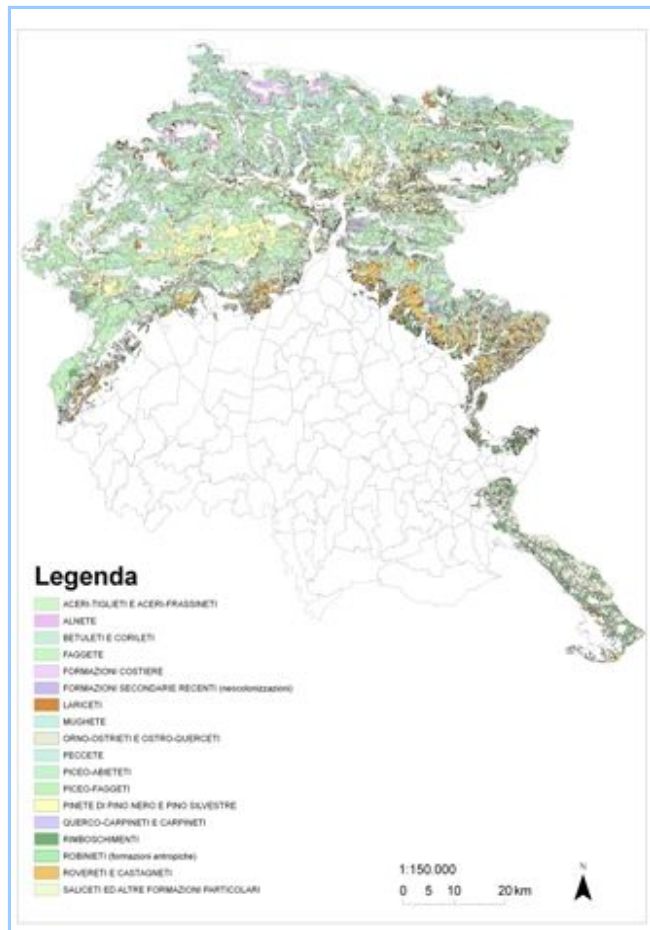 Legenda
ACERI-TIGLIETI E ACERI-FRASSINETI
ALNETE
BETULETI E CORILETI
FAGGETE
FORMAZIONI COSTIERE
FORMAZIONI SECONDARIE RECENTI (neocolonizzazioni)
LARICETI
MUGHETE
ORNO-OSTRIETI E OSTRO-QUERCETI
PECCETE
PICEO-ABIETETI
PICEO-FAGGETI
PINETE DI PINO NERO E PINO SILVESTRE
QUERCO-CARPINETI E CARPINETI
RIMBOSCHIMENTI
ROBINIETI (formazioni antropiche)
ROVERETI E CASTAGNETI
SALICETI ED ALTRE FORMAZIONI PARTICOLARI
1:150.000
0 5 10 20 km
N